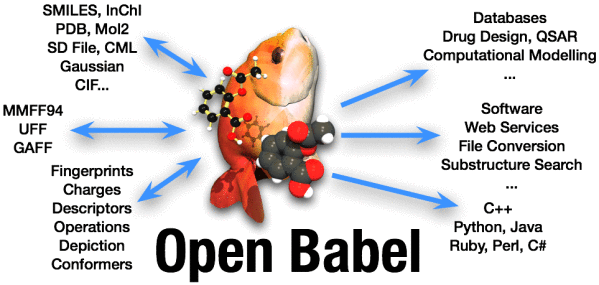 SMILES, InChI
PDB, Mol2
SD File, CML
Gaussian
CIF...
MMFF94
UFF
GAFF
Fingerprints
Charges
Descriptors
Operations
Depiction
Conformers
Databases
Drug Design, QSAR
Computational Modelling
...
Software
Web Services
File Conversion
Substructure Search
...
C++
Python, Java
Ruby, Perl, C#
Open Babel